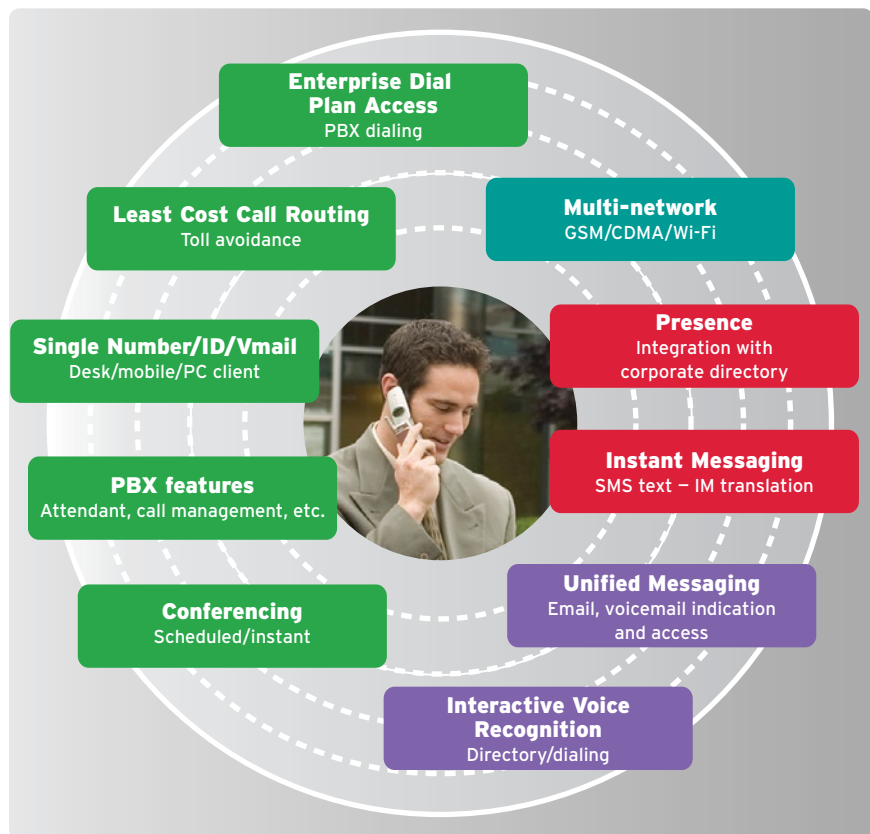 Enterprise Dial
Plan Access
PBX dialing
Least Cost Call Routing
Toll avoidance
Multi-network
GSM/CDMA/Wi-Fi
Single Number/ID/Vmail
Desk/mobile/PC client
Presence
Integration with
corporate directory
PBX features
Attendant, call management, etc.
Instant Messaging
SMS text – IM translation
Conferencing
Scheduled/instant
Unified Messaging
Email, voicemail indication
and access
Interactive Voice
Recognition
Directory/dialing